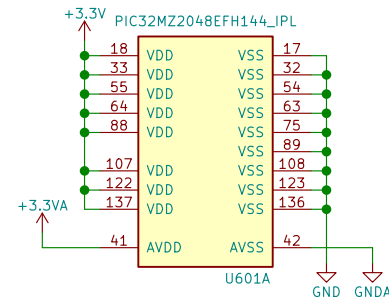 +3.3V PIC32MZ2048EFH144_IPL
18 VDD VSS 17
33 VDD VSS 32
55 VDD VSS 54
64 VDD VSS 63
88 VDD VSS 75
VSS 89
107 VDD VSS 108
122 VDD VSS 123
137 VDD VSS 136
+3.3VA
41 AVDD AVSS 42
U601A
GND GNDA